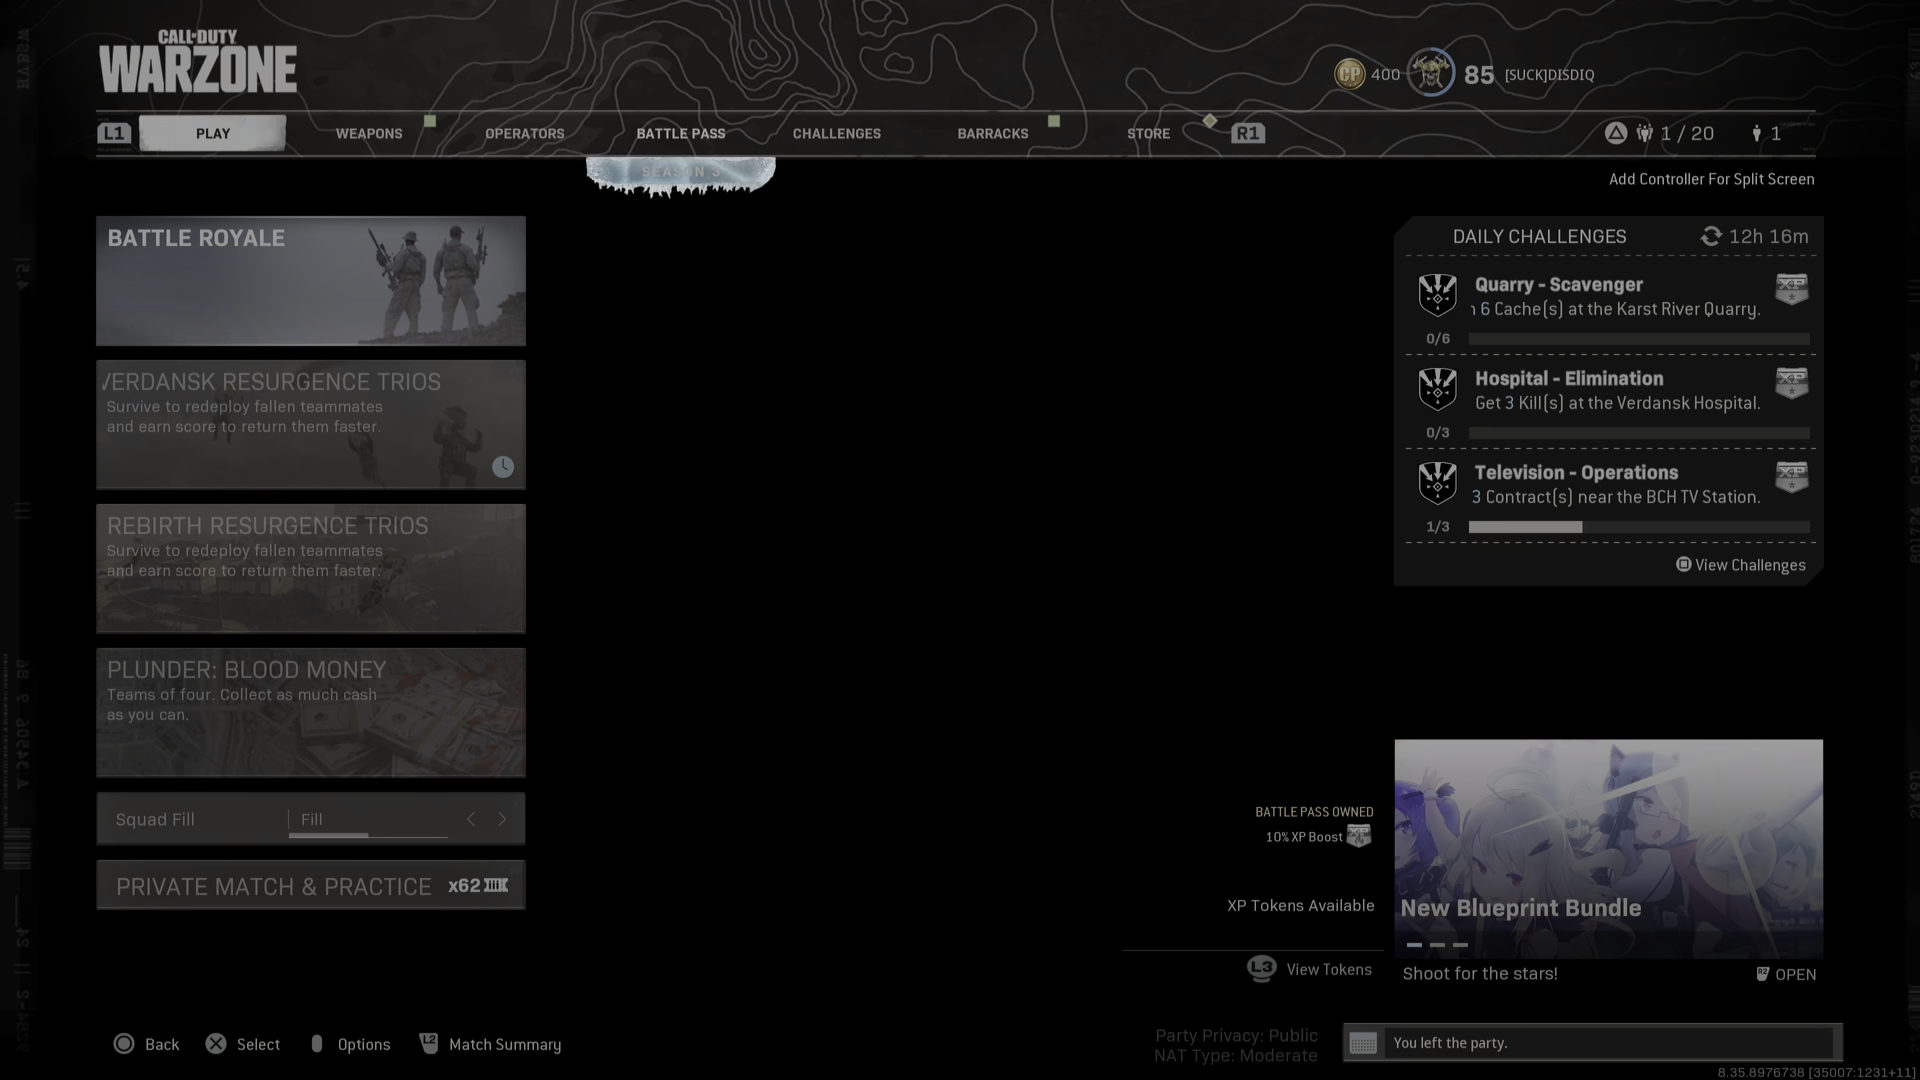 CALL OF DUTY
WARZONE
CP 400
85 [SUCK]DISDIQ
L1
PLAY
WEAPONS
OPERATORS
BATTLE PASS
CHALLENGES
BARRACKS
STORE
R1
1 / 20
1
SEASON 3
Add Controller For Split Screen
BATTLE ROYALE
VERDANSK RESURGENCE TRIOS
Survive to redeploy fallen teammates
and earn score to return them faster.
REBIRTH RESURGENCE TRIOS
Survive to redeploy fallen teammates
and earn score to return them faster.
PLUNDER: BLOOD MONEY
Teams of four. Collect as much cash
as you can.
Squad Fill
Fill
PRIVATE MATCH & PRACTICE x62
DAILY CHALLENGES 12h 16m
Quarry - Scavenger
6 Cache(s) at the Karst River Quarry.
0/6
Hospital - Elimination
Get 3 Kill(s) at the Verdansk Hospital.
0/3
Television - Operations
3 Contract(s) near the BCH TV Station.
1/3
View Challenges
BATTLE PASS OWNED
10% XP Boost
XP Tokens Available
L3 View Tokens
New Blueprint Bundle
Shoot for the stars!
R2 OPEN
Back
Select
Options
L2 Match Summary
Party Privacy: Public
NAT Type: Moderate
You left the party.
8.35.8976738 [35007:1231+11]